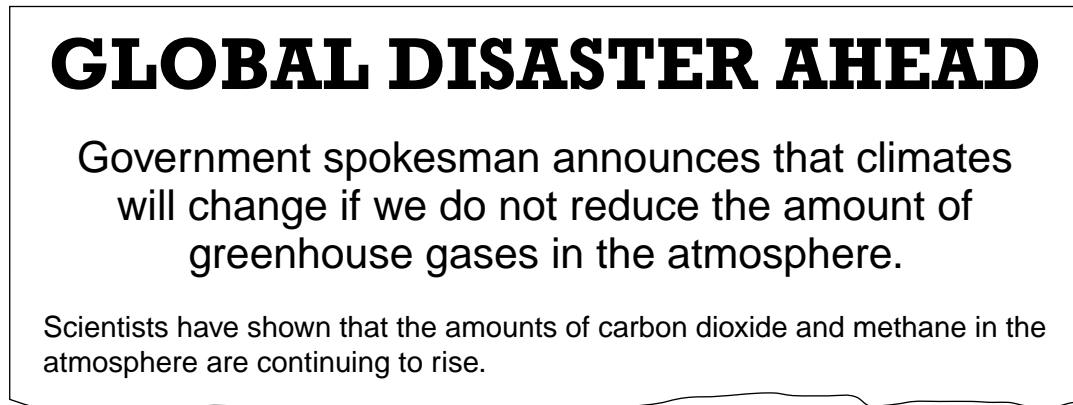 GLOBAL DISASTER AHEAD
Government spokesman announces that climates
will change if we do not reduce the amount of
greenhouse gases in the atmosphere.
Scientists have shown that the amounts of carbon dioxide and methane in the
atmosphere are continuing to rise.